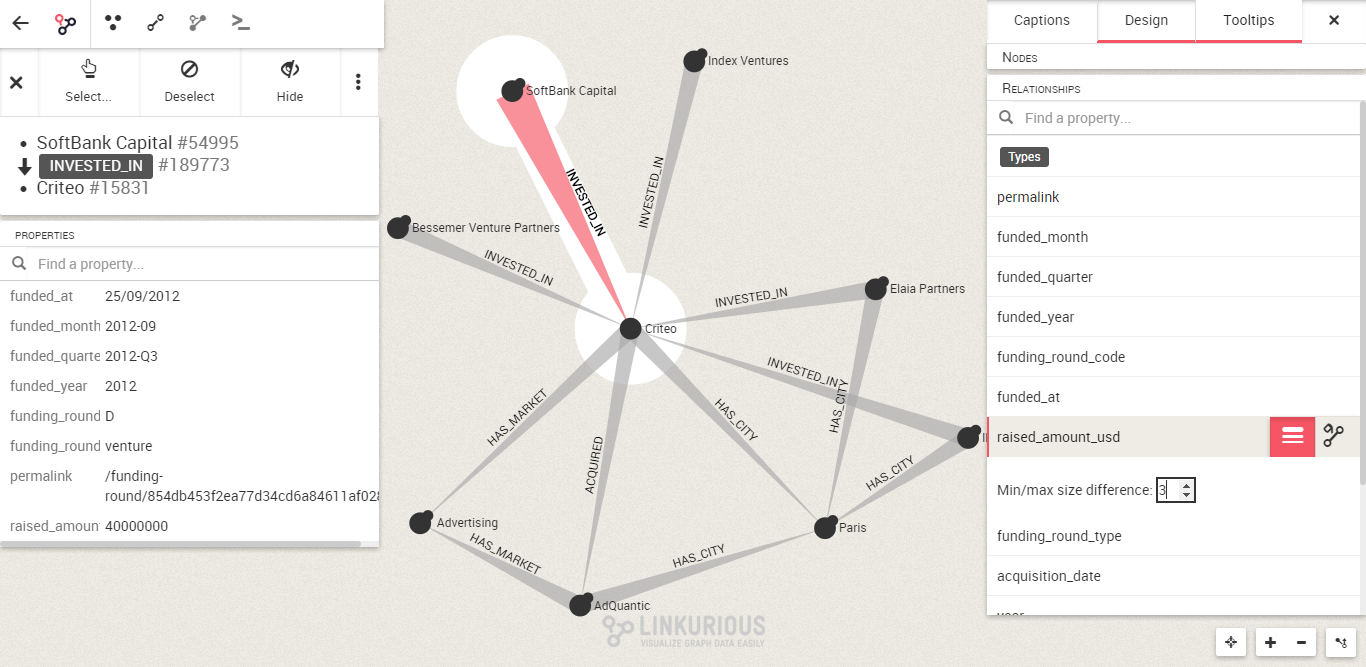 Select...
Deselect
Hide
SoftBank Capital #54995
INVESTED_IN #189773
Criteo #15831
PROPERTIES
Find a property...
funded_at 25/09/2012
funded_month 2012-09
funded_quarte 2012-Q3
funded_year 2012
funding_round D
funding_round venture
permalink /funding-
round/854db453f2ea77d34cd6a84611af028
raised_amoun 40000000
SoftBank Capital
Index Ventures
INVESTED_IN
INVESTED_IN
Bessemer Venture Partners
INVESTED_IN
INVESTED_IN
Elaia Partners
Criteo
INVESTED_IN
HAS_MARKET
HAS_CITY
HAS_CITY
ACQUIRED
HAS_CITY
Advertising
Paris
HAS_MARKET
HAS_CITY
AdQuantic
LINKURIOUS
VISUALIZE GRAPH DATA EASILY
Captions
Design
Tooltips
NODES
RELATIONSHIPS
Find a property...
Types
permalink
funded_month
funded_quarter
funded_year
funding_round_code
funded_at
raised_amount_usd
Min/max size difference: 3
funding_round_type
acquisition_date